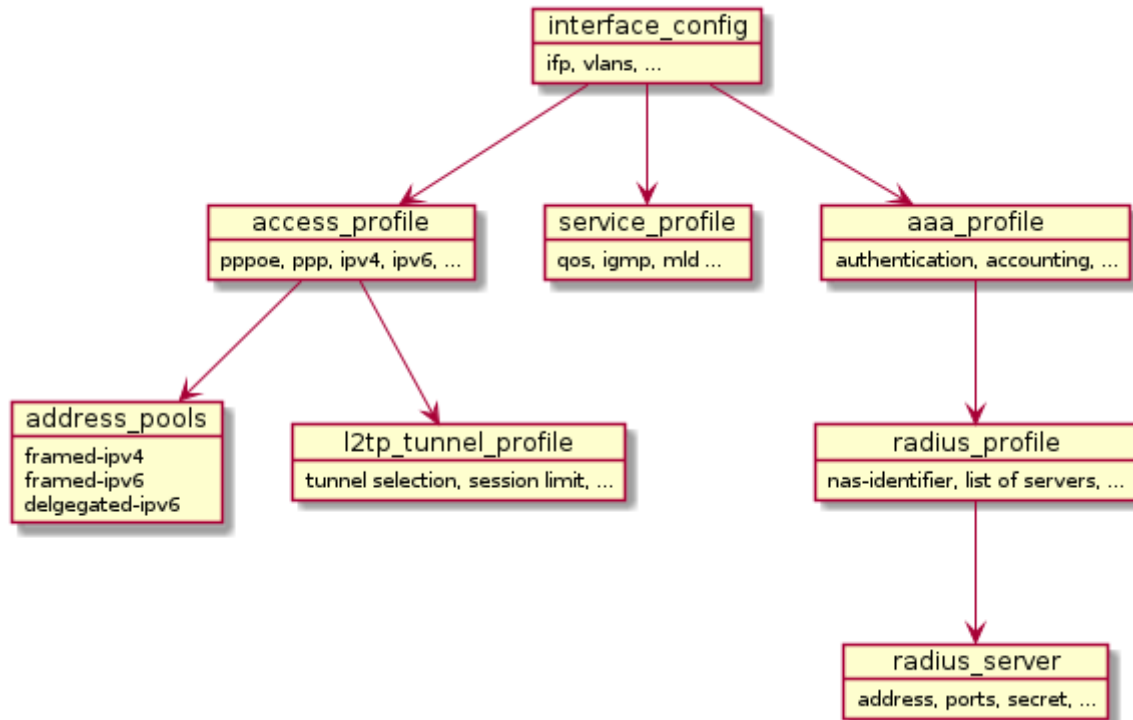 interface_config
ifp, vlans, ...
access_profile
pppoe, ppp, ipv4, ipv6, ...
service_profile
qos, igmp, mld ...
aaa_profile
authentication, accounting, ...
address_pools
framed-ipv4
framed-ipv6
delgegated-ipv6
l2tp_tunnel_profile
tunnel selection, session limit, ...
radius_profile
nas-identifier, list of servers, ...
radius_server
address, ports, secret, ...